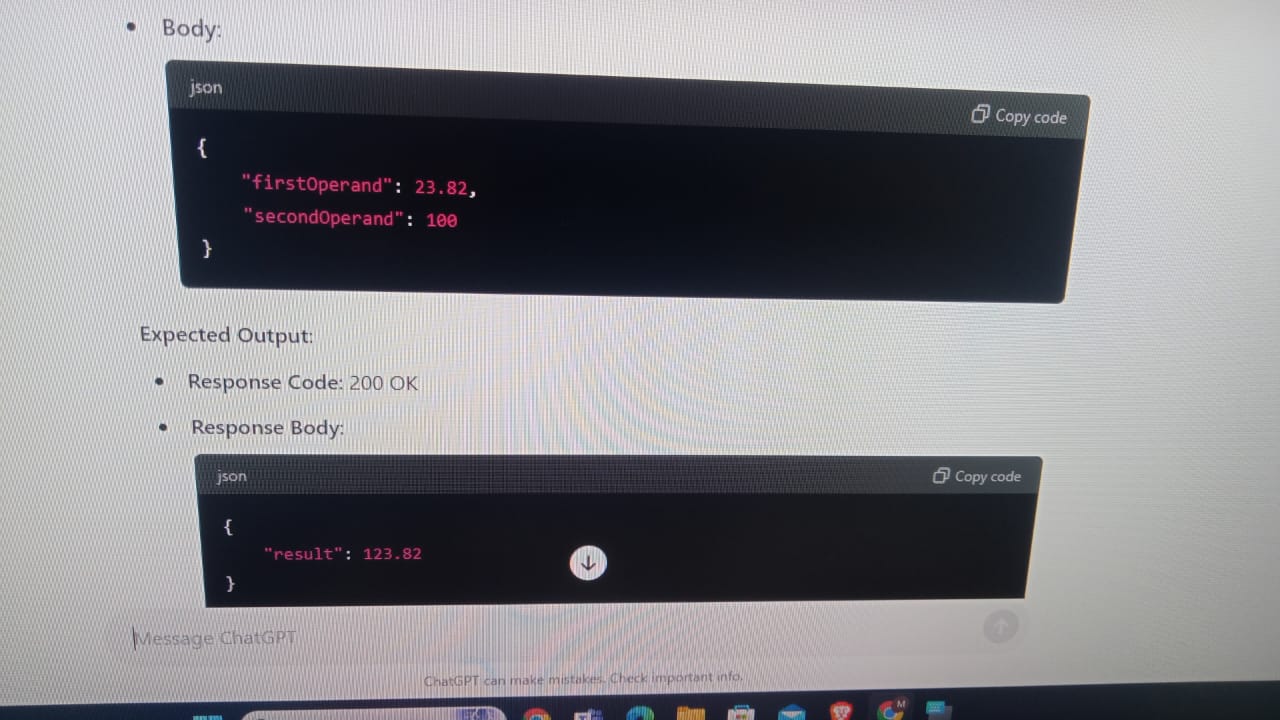 Body:
json
Copy code
{
"firstOperand": 23.82,
"secondOperand": 100
}
Expected Output:
Response Code: 200 OK
Response Body:
json
Copy code
{
"result": 123.82
}
Message ChatGPT
ChatGPT can make mistakes. Check important info.
M